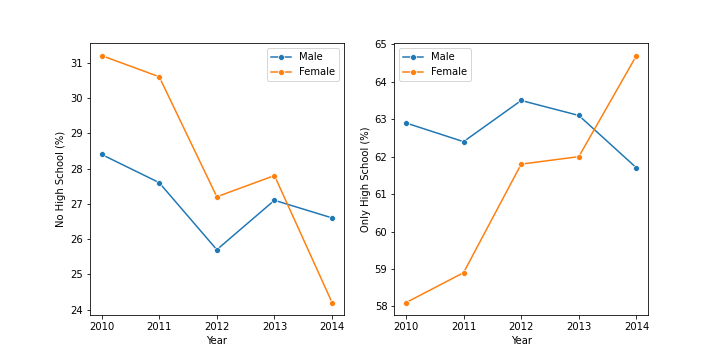 No High School (%)
31
30
29
28
27
26
25
24
Male
Female
2010 2011 2012 2013 2014
Year
Only High School (%)
65
64
63
62
61
60
59
58
Male
Female
2010 2011 2012 2013 2014
Year